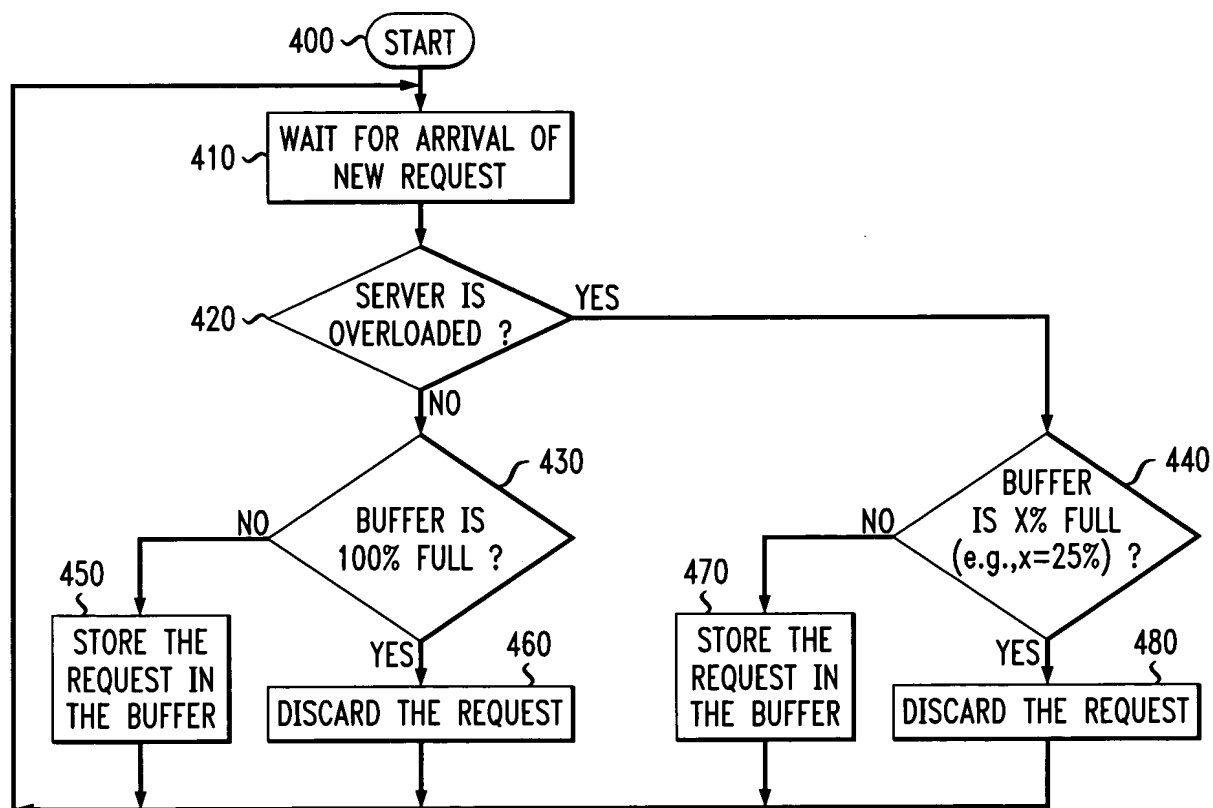 400
START
410
WAIT FOR ARRIVAL OF
NEW REQUEST
420
SERVER IS
OVERLOADED ?
YES
NO
430
BUFFER IS
100% FULL ?
NO
YES
440
BUFFER
IS X% FULL
(e.g.,x=25%) ?
NO
YES
450
STORE THE
REQUEST IN
THE BUFFER
460
DISCARD THE REQUEST
470
STORE THE
REQUEST IN
THE BUFFER
480
DISCARD THE REQUEST